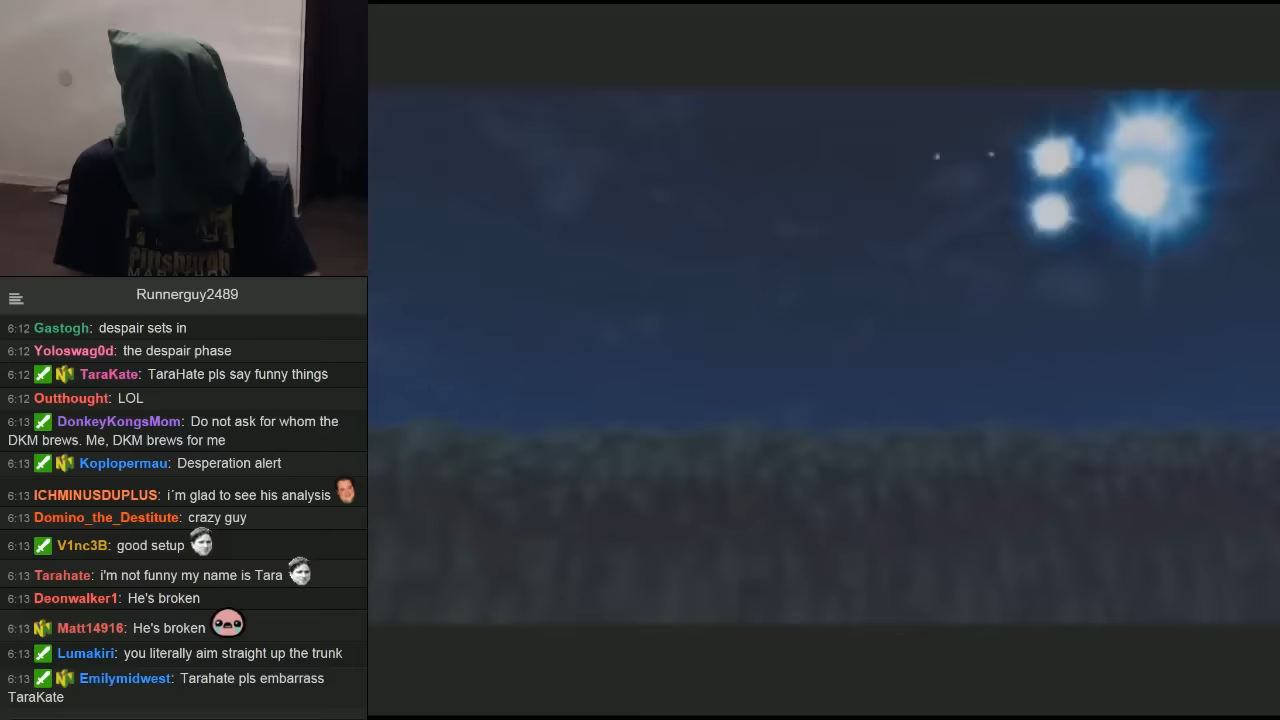 Pittsburgh
MARATHON
Runnerguy2489
6:12 Gastogh: despair sets in
6:12 Yoloswag0d: the despair phase
6:12 TaraKate: TaraHate pls say funny things
6:12 Outthought: LOL
6:13 DonkeyKongsMom: Do not ask for whom the
DKM brews. Me, DKM brews for me
6:13 Koplopermau: Desperation alert
6:13 ICHMINUSDUPLUS: i´m glad to see his analysis
6:13 Domino_the_Destitute: crazy guy
6:13 V1nc3B: good setup
6:13 Tarahate: i'm not funny my name is Tara
6:13 Deonwalker1: He's broken
6:13 Matt14916: He's broken
6:13 Lumakiri: you literally aim straight up the trunk
6:13 Emilymidwest: Tarahate pls embarrass
TaraKate